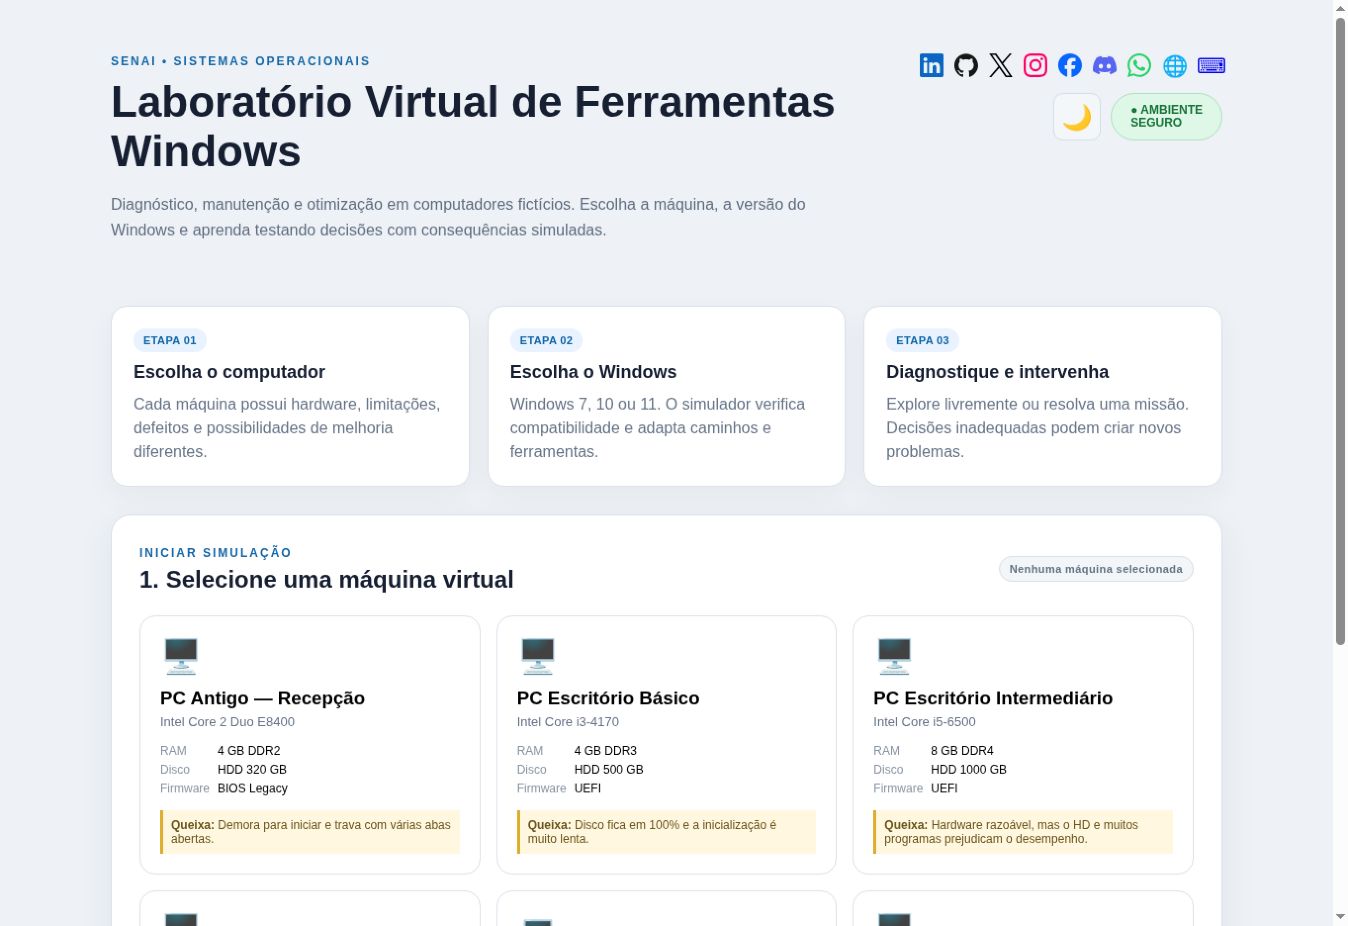 SENAI • SISTEMAS OPERACIONAIS
Laboratório Virtual de Ferramentas
Windows
Diagnóstico, manutenção e otimização em computadores fictícios. Escolha a máquina, a versão do
Windows e aprenda testando decisões com consequências simuladas.
● AMBIENTE
SEGURO
ETAPA 01
Escolha o computador
Cada máquina possui hardware, limitações,
defeitos e possibilidades de melhoria
diferentes.
ETAPA 02
Escolha o Windows
Windows 7, 10 ou 11. O simulador verifica
compatibilidade e adapta caminhos e
ferramentas.
ETAPA 03
Diagnostique e intervenha
Explore livremente ou resolva uma missão.
Decisões inadequadas podem criar novos
problemas.
INICIAR SIMULAÇÃO
1. Selecione uma máquina virtual
Nenhuma máquina selecionada
PC Antigo — Recepção
Intel Core 2 Duo E8400
RAM 4 GB DDR2
Disco HDD 320 GB
Firmware BIOS Legacy
Queixa: Demora para iniciar e trava com várias abas
abertas.
PC Escritório Básico
Intel Core i3-4170
RAM 4 GB DDR3
Disco HDD 500 GB
Firmware UEFI
Queixa: Disco fica em 100% e a inicialização é
muito lenta.
PC Escritório Intermediário
Intel Core i5-6500
RAM 8 GB DDR4
Disco HDD 1000 GB
Firmware UEFI
Queixa: Hardware razoável, mas o HD e muitos
programas prejudicam o desempenho.